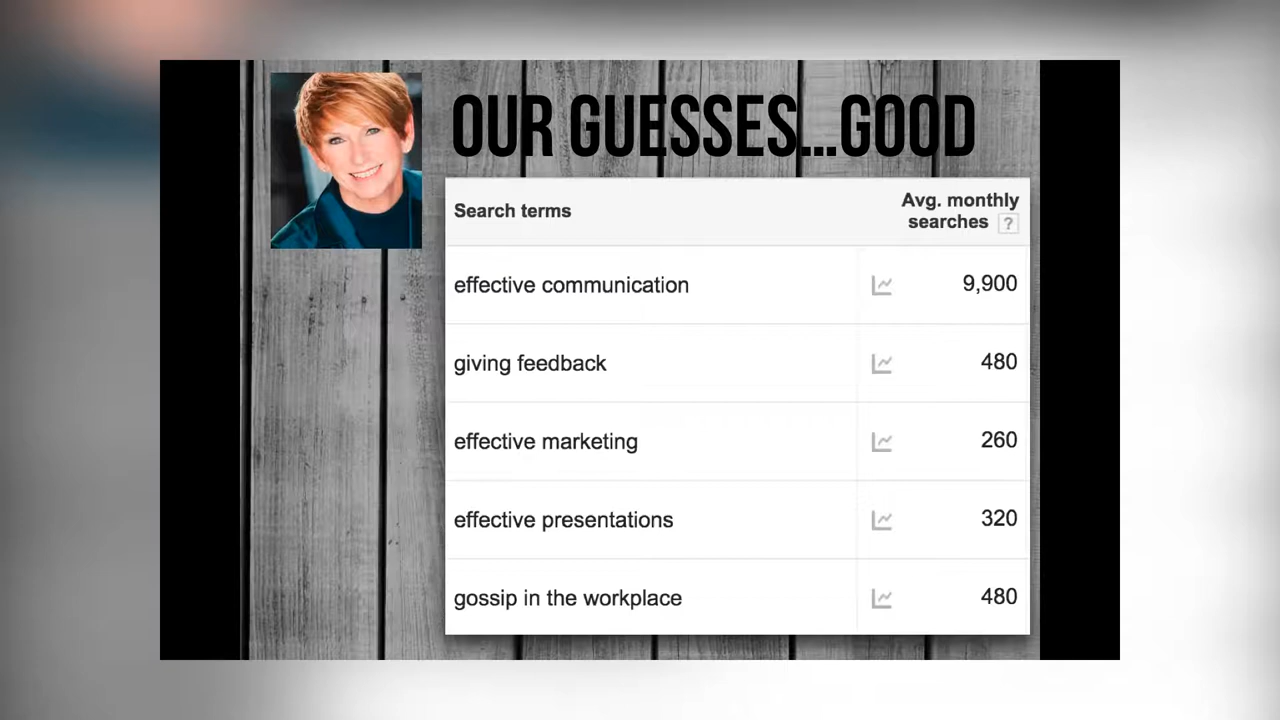 OUR GUESSES...GOOD
Search terms
Avg. monthly
searches ?
effective communication 9,900
giving feedback 480
effective marketing 260
effective presentations 320
gossip in the workplace 480